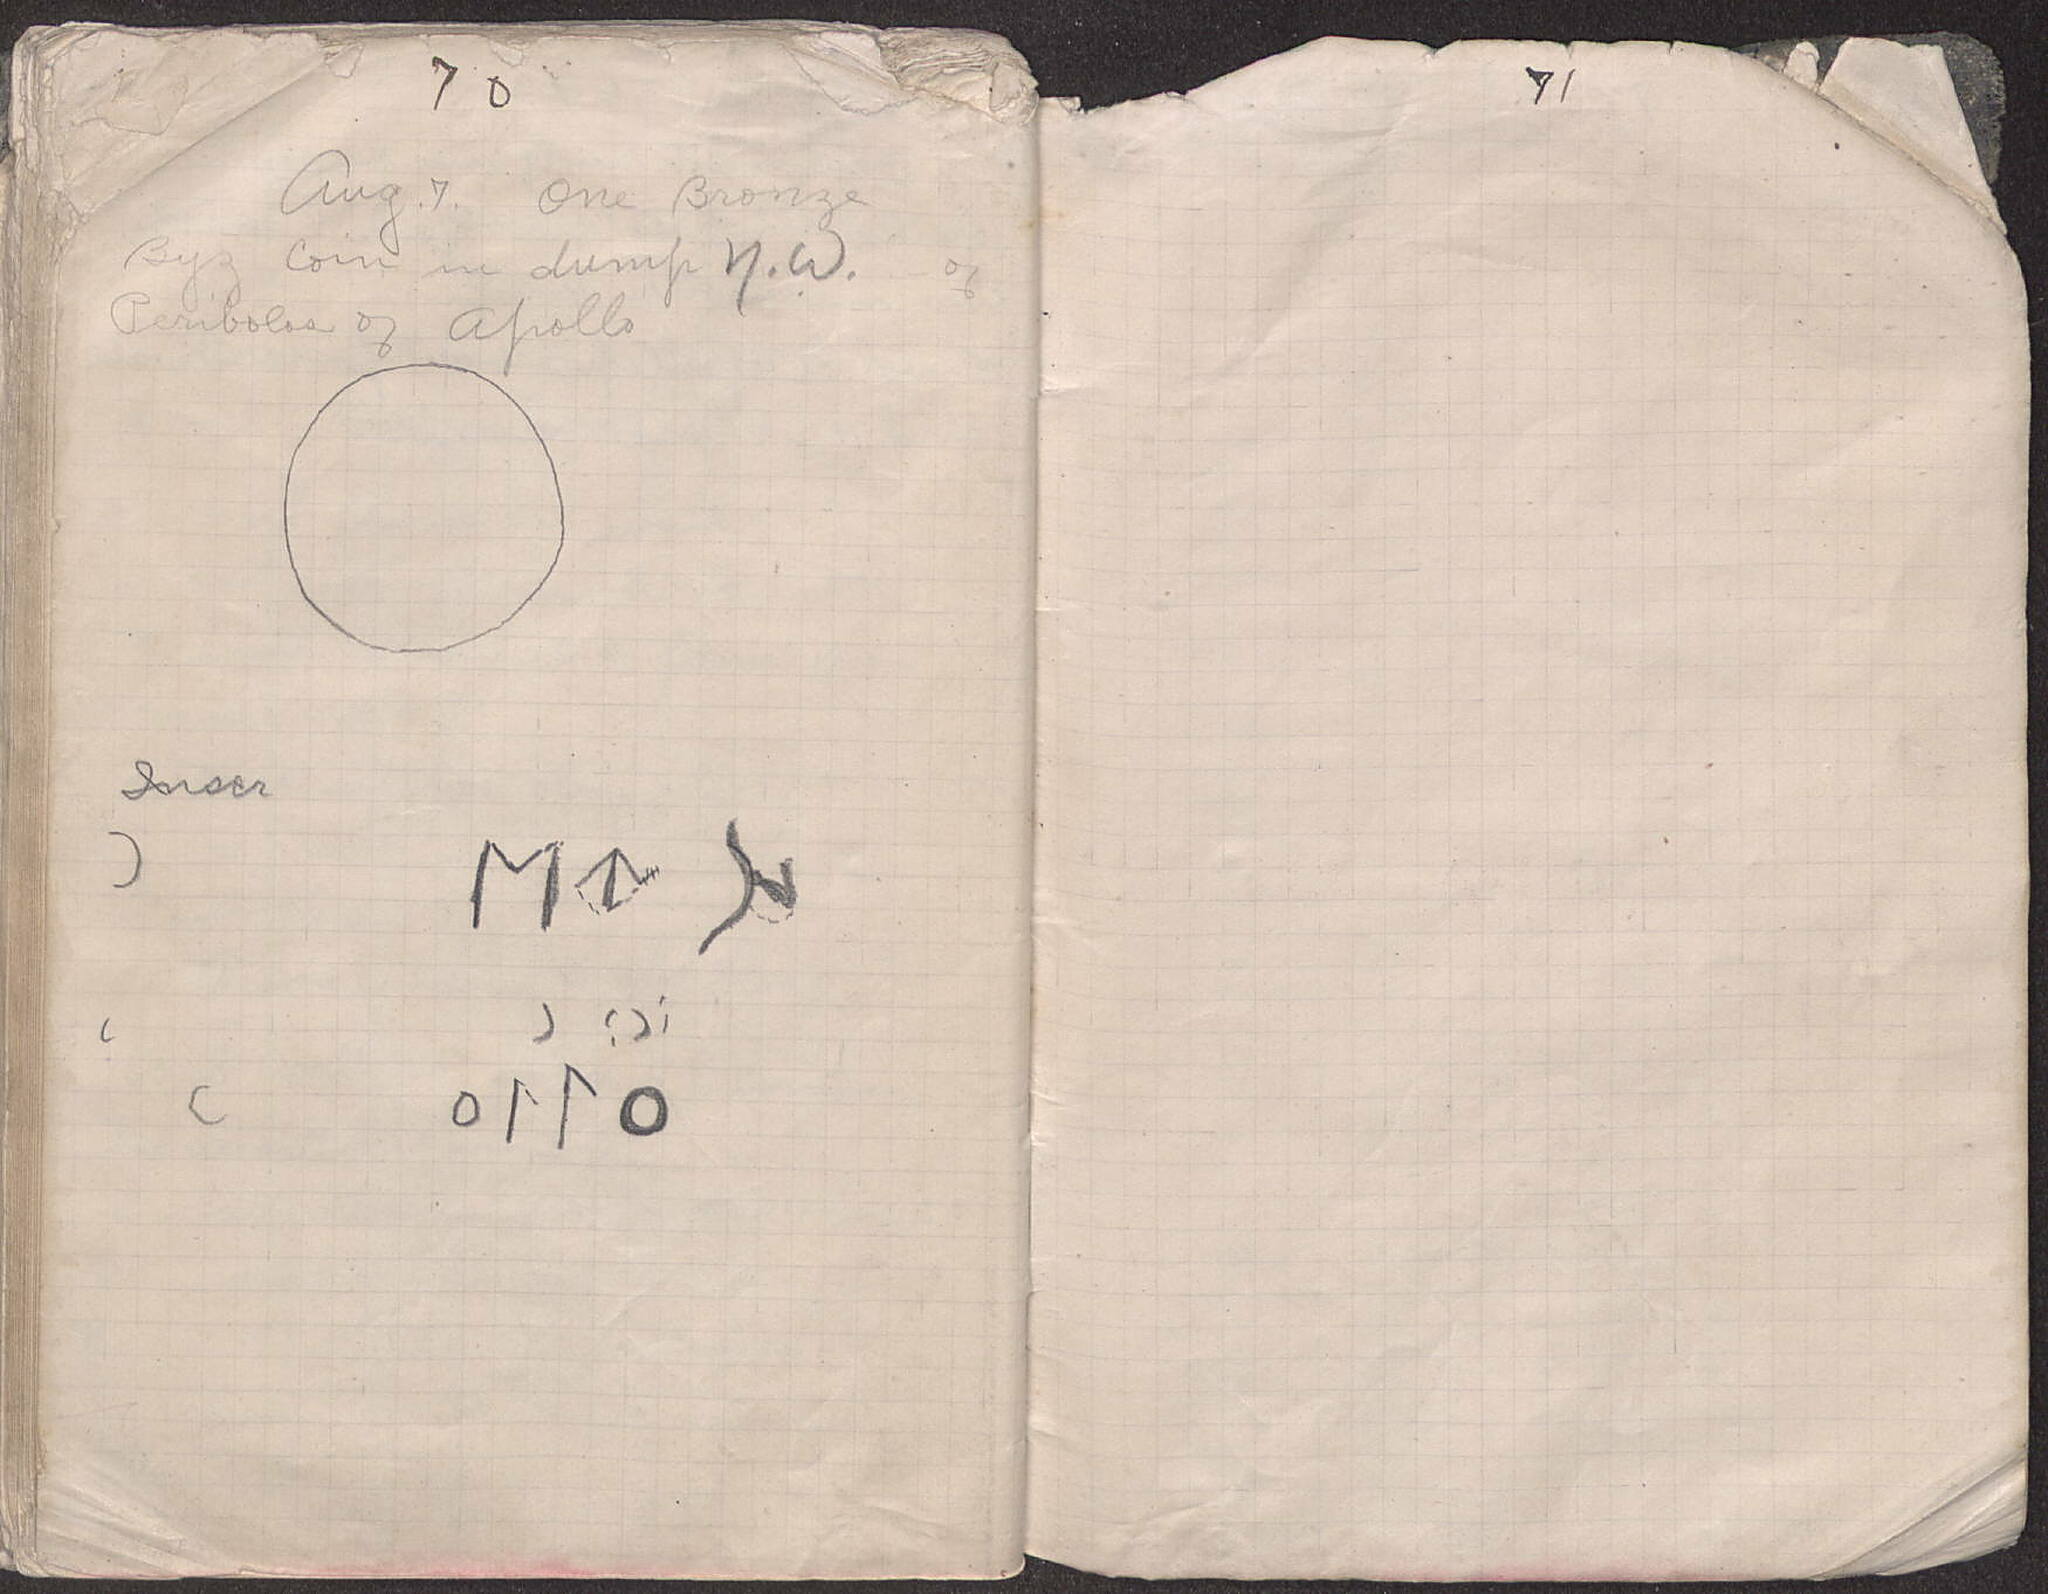 70
Aug. 7. One Bronze
Byz Coin in dump N.W. of
Peribolos of Apollo
Inscr
M
O
71